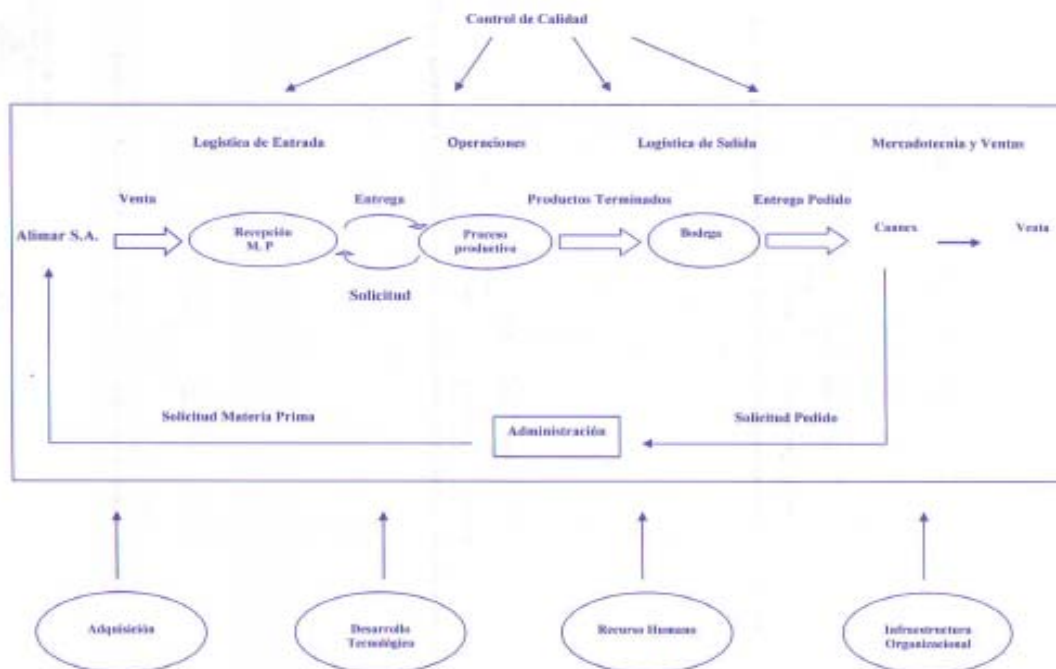 Control de Calidad
Logística de Entrada
Operaciones
Logística de Salida
Mercadotecnia y Ventas
Venta
Entrega
Productos Terminados
Entrega Pedido
Alimar S.A.
Recepción
M. P
Proceso
productivo
Bodega
Cannex
Venta
Solicitud
Solicitud Materia Prima
Administración
Solicitud Pedido
Adquisición
Desarrollo
Tecnológico
Recurso Humano
Infraestructura
Organizacional